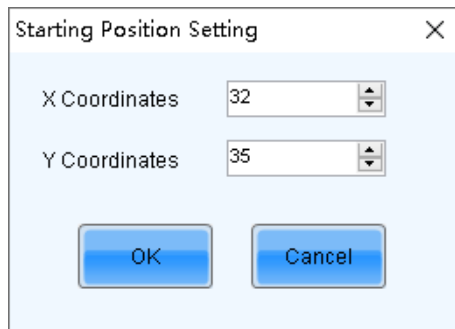 Starting Position Setting
X Coordinates 32
Y Coordinates 35
OK Cancel